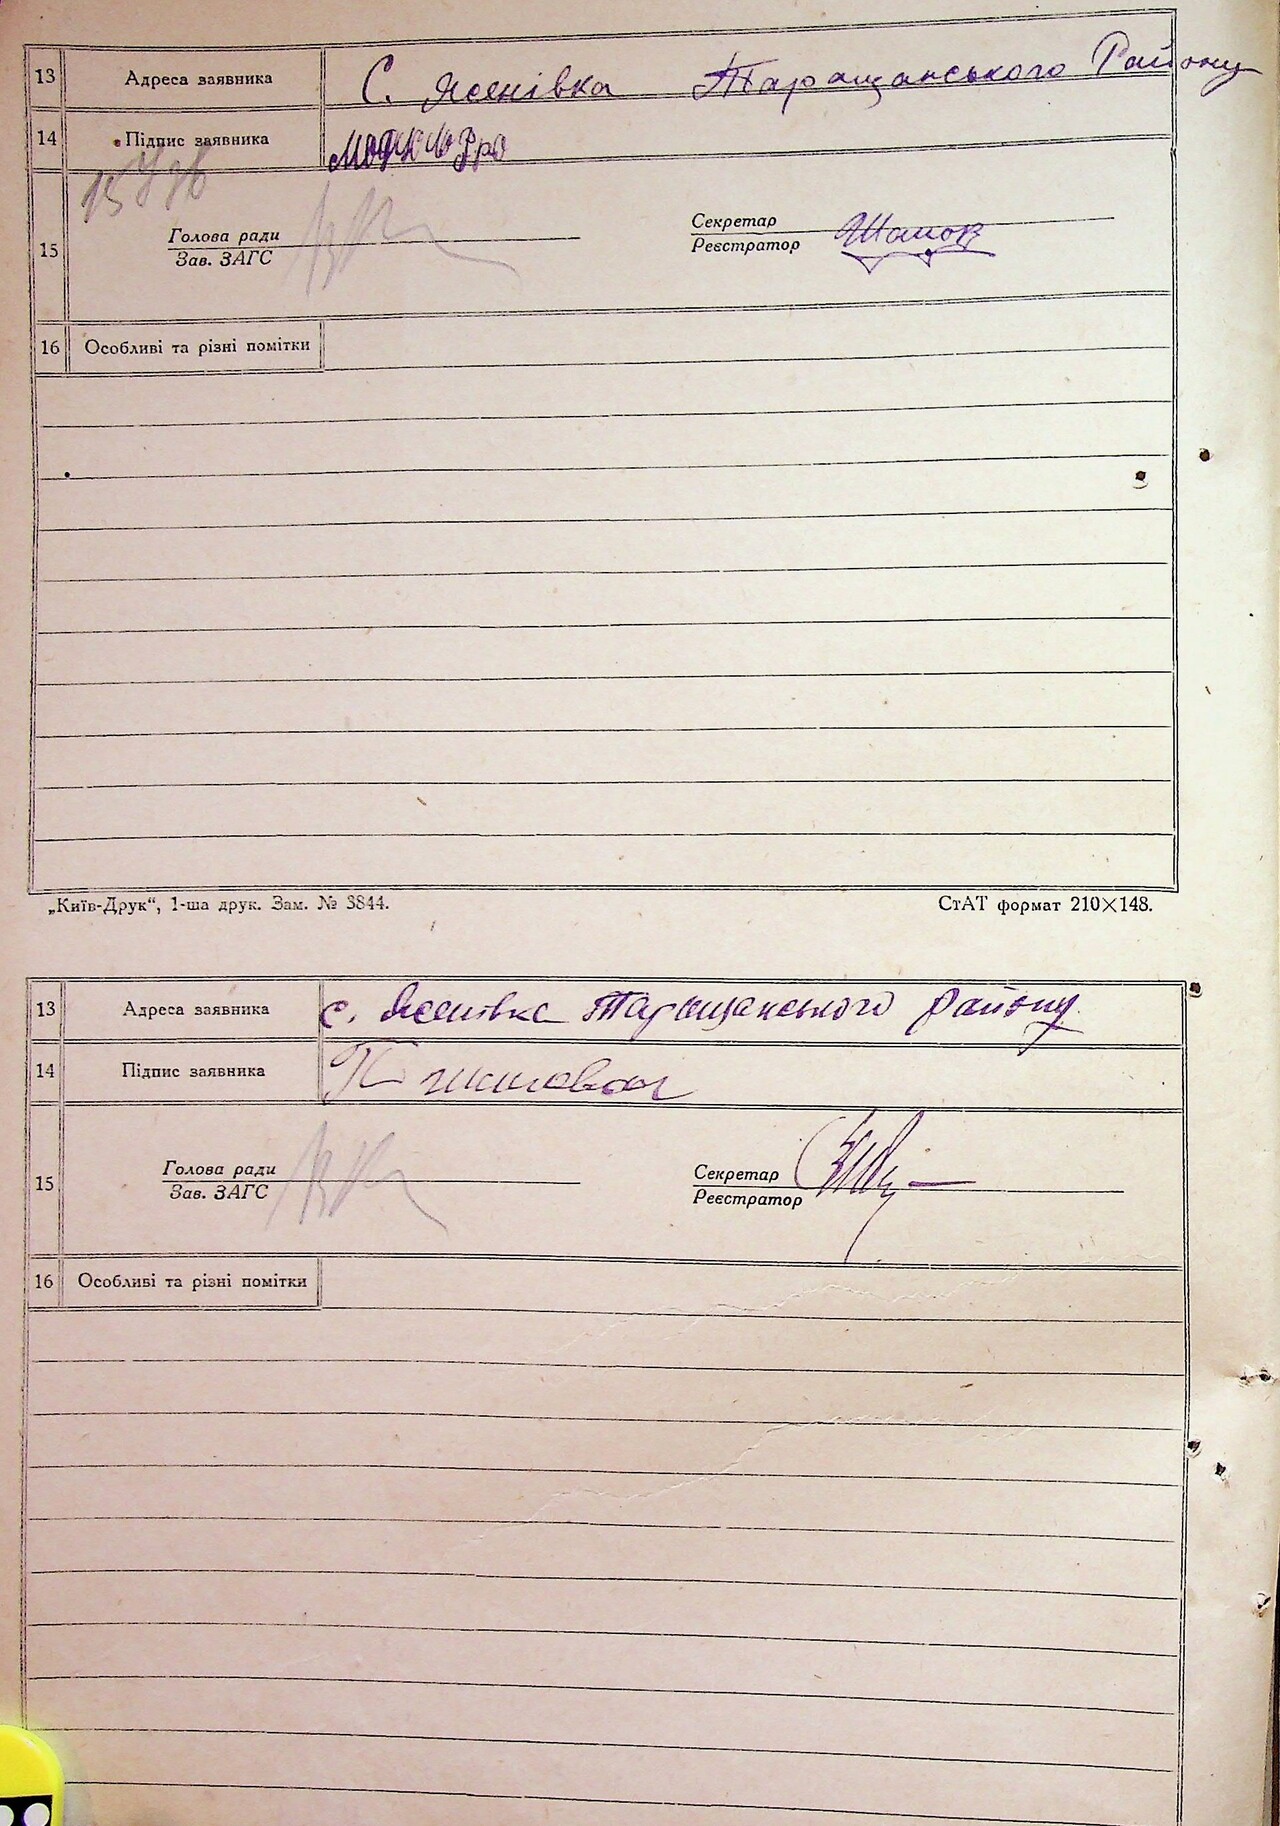 13 Адреса заявника С. Ясенівка Таращанського Району
14 Підпис заявника
15 Голова ради Секретар
Зав. ЗАГС Реєстратор
16 Особливі та різні помітки
„Київ-Друк“, 1-ша друк. Зам. № 3844. СтАТ формат 210×148.
13 Адреса заявника с. Ясенівка Таращанського району
14 Підпис заявника
15 Голова ради Секретар
Зав. ЗАГС Реєстратор
16 Особливі та різні помітки